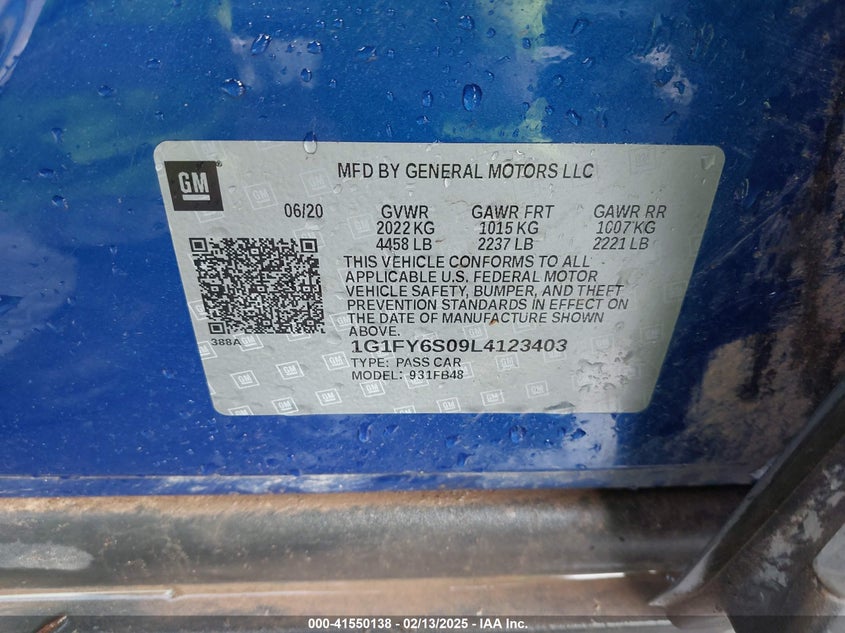 GM
MFD BY GENERAL MOTORS LLC
06/20 GVWR GAWR FRT GAWR RR
2022 KG 1015 KG 1007 KG
4458 LB 2237 LB 2221 LB
THIS VEHICLE CONFORMS TO ALL
APPLICABLE U.S. FEDERAL MOTOR
VEHICLE SAFETY, BUMPER, AND THEFT
PREVENTION STANDARDS IN EFFECT ON
THE DATE OF MANUFACTURE SHOWN
ABOVE.
388A
1G1FY6S09L4123403
TYPE: PASS CAR
MODEL: 931FB48
000-41550138 - 02/13/2025 - IAA Inc.